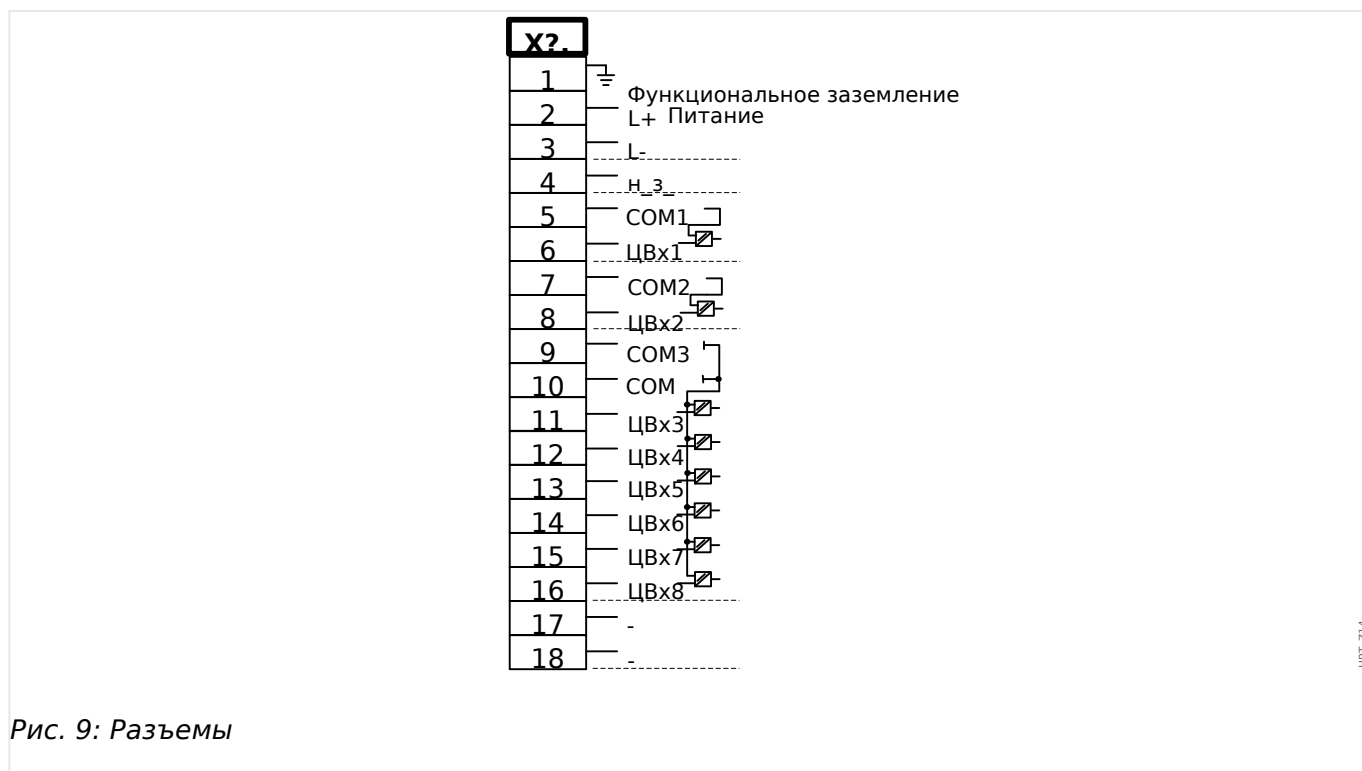 X?.
1
Функциональное заземление
2 L+ Питание
3 L-
4 н_з_
5 COM1
6 ЦВх1
7 COM2
8 ЦВх2
9 COM3
10 COM
11 ЦВх3
12 ЦВх4
13 ЦВх5
14 ЦВх6
15 ЦВх7
16 ЦВх8
17 -
18 -
Рис. 9: Разъемы